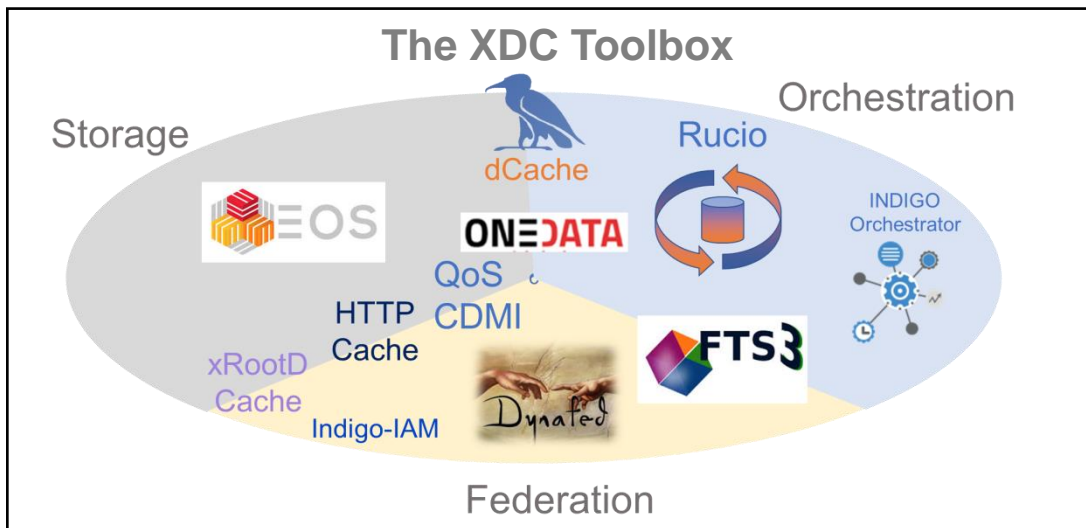 The XDC Toolbox
Storage
Orchestration
dCache
Rucio
EOS
ONEDATA
INDIGO
Orchestrator
QoS
CDMI
HTTP
Cache
FTS3
xRootD
Cache
Indigo-IAM
Dynafed
Federation